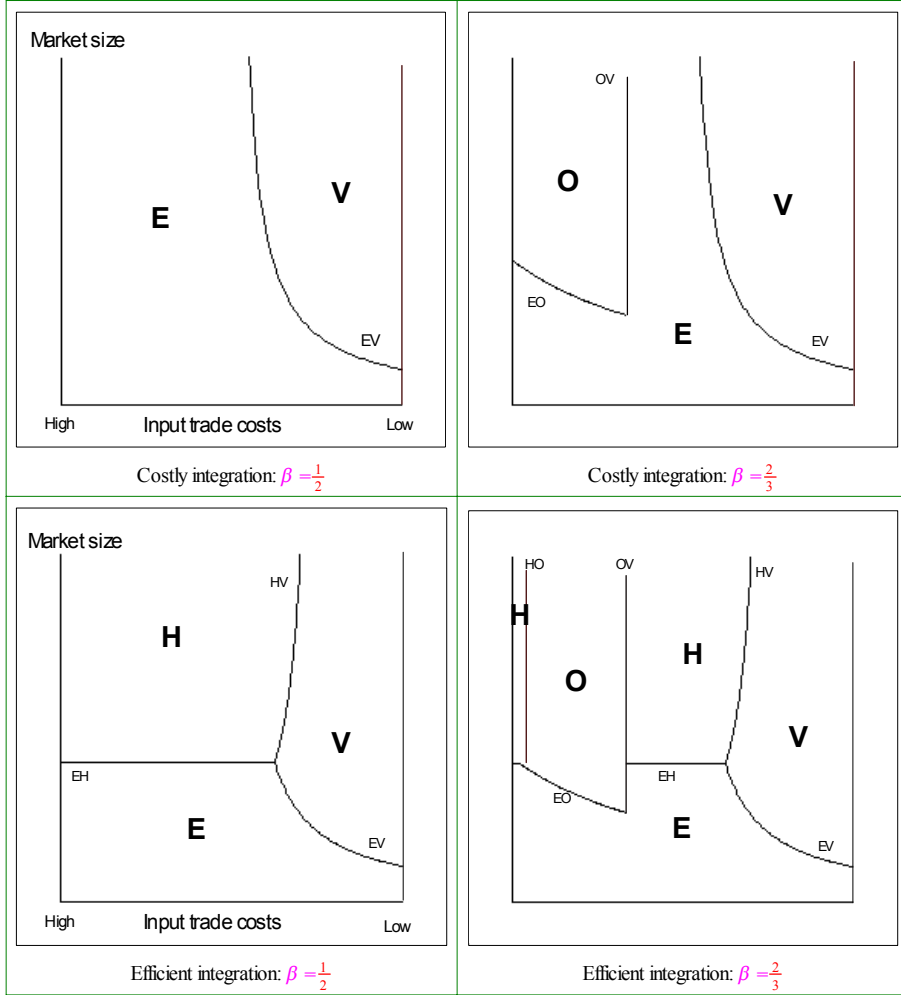 Market size
E
V
EV
High
Input trade costs
Low
Costly integration: β = 1/2
OV
O
EO
E
V
EV
Costly integration: β = 2/3
Market size
HV
H
V
EH
E
EV
High
Input trade costs
Low
Efficient integration: β = 1/2
HO
OV
HV
H
H
O
V
EH
EO
E
EV
Efficient integration: β = 2/3